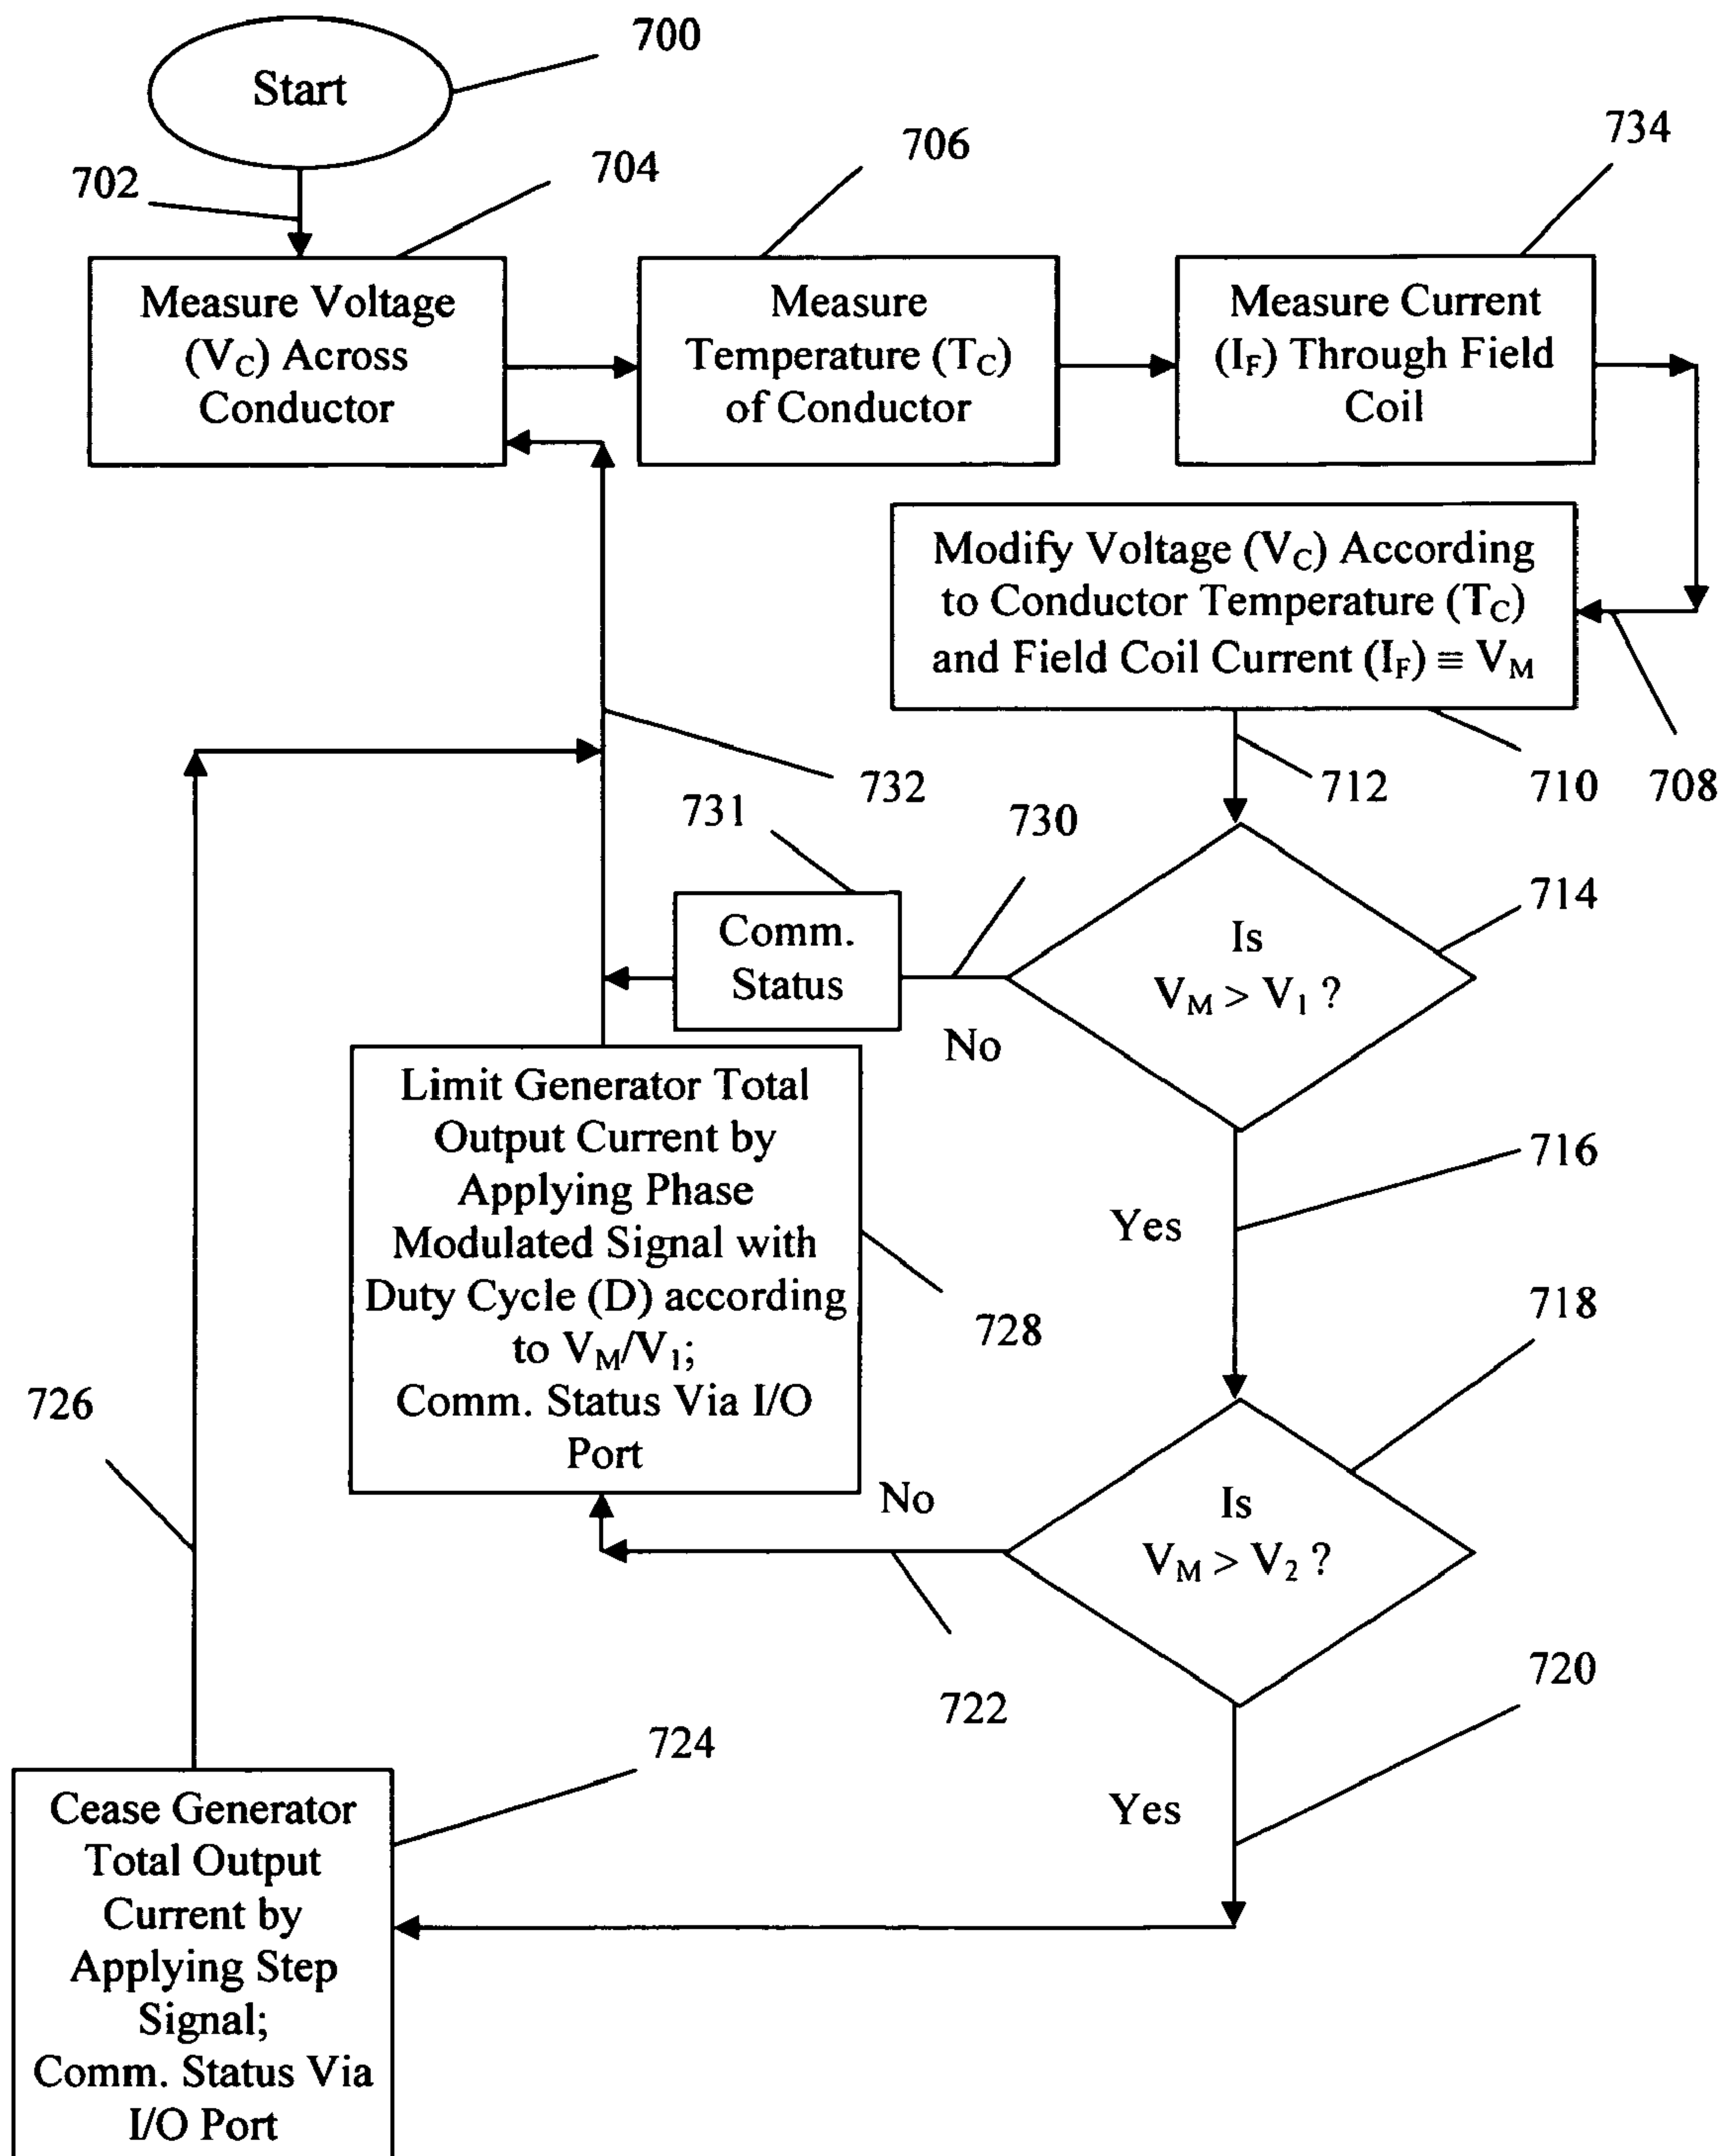 700
Start
734
706
704
702
Measure Voltage
(V_C) Across
Conductor
Measure
Temperature (T_C)
of Conductor
Measure Current
(I_F) Through Field
Coil
Modify Voltage (V_C) According
to Conductor Temperature (T_C)
and Field Coil Current (I_F) ≡ V_M
732
712
710
708
731
730
714
Comm.
Status
Is
V_M > V_1 ?
No
Limit Generator Total
Output Current by
Applying Phase
Modulated Signal with
Duty Cycle (D) according
to V_M/V_1;
Comm. Status Via I/O
Port
716
Yes
728
718
726
No
Is
V_M > V_2 ?
722
720
724
Yes
Cease Generator
Total Output
Current by
Applying Step
Signal;
Comm. Status Via
I/O Port